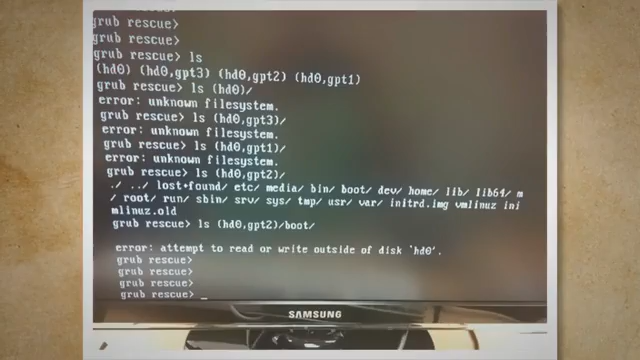 grub rescue>
grub rescue>
grub rescue> ls
(hd0) (hd0,gpt3) (hd0,gpt2) (hd0,gpt1)
grub rescue> ls (hd0)/
error: unknown filesystem.
grub rescue> ls (hd0,gpt3)/
error: unknown filesystem.
grub rescue> ls (hd0,gpt1)/
error: unknown filesystem.
grub rescue> ls (hd0,gpt2)/
./ ../ lost+found/ etc/ media/ bin/ boot/ dev/ home/ lib/ lib64/ m
/ root/ run/ sbin/ srv/ sys/ tmp/ usr/ var/ initrd.img vmlinuz ini
mlinuz.old
grub rescue> ls (hd0,gpt2)/boot/
error: attempt to read or write outside of disk `hd0'.
grub rescue>
grub rescue>
grub rescue>
grub rescue> _
SAMSUNG